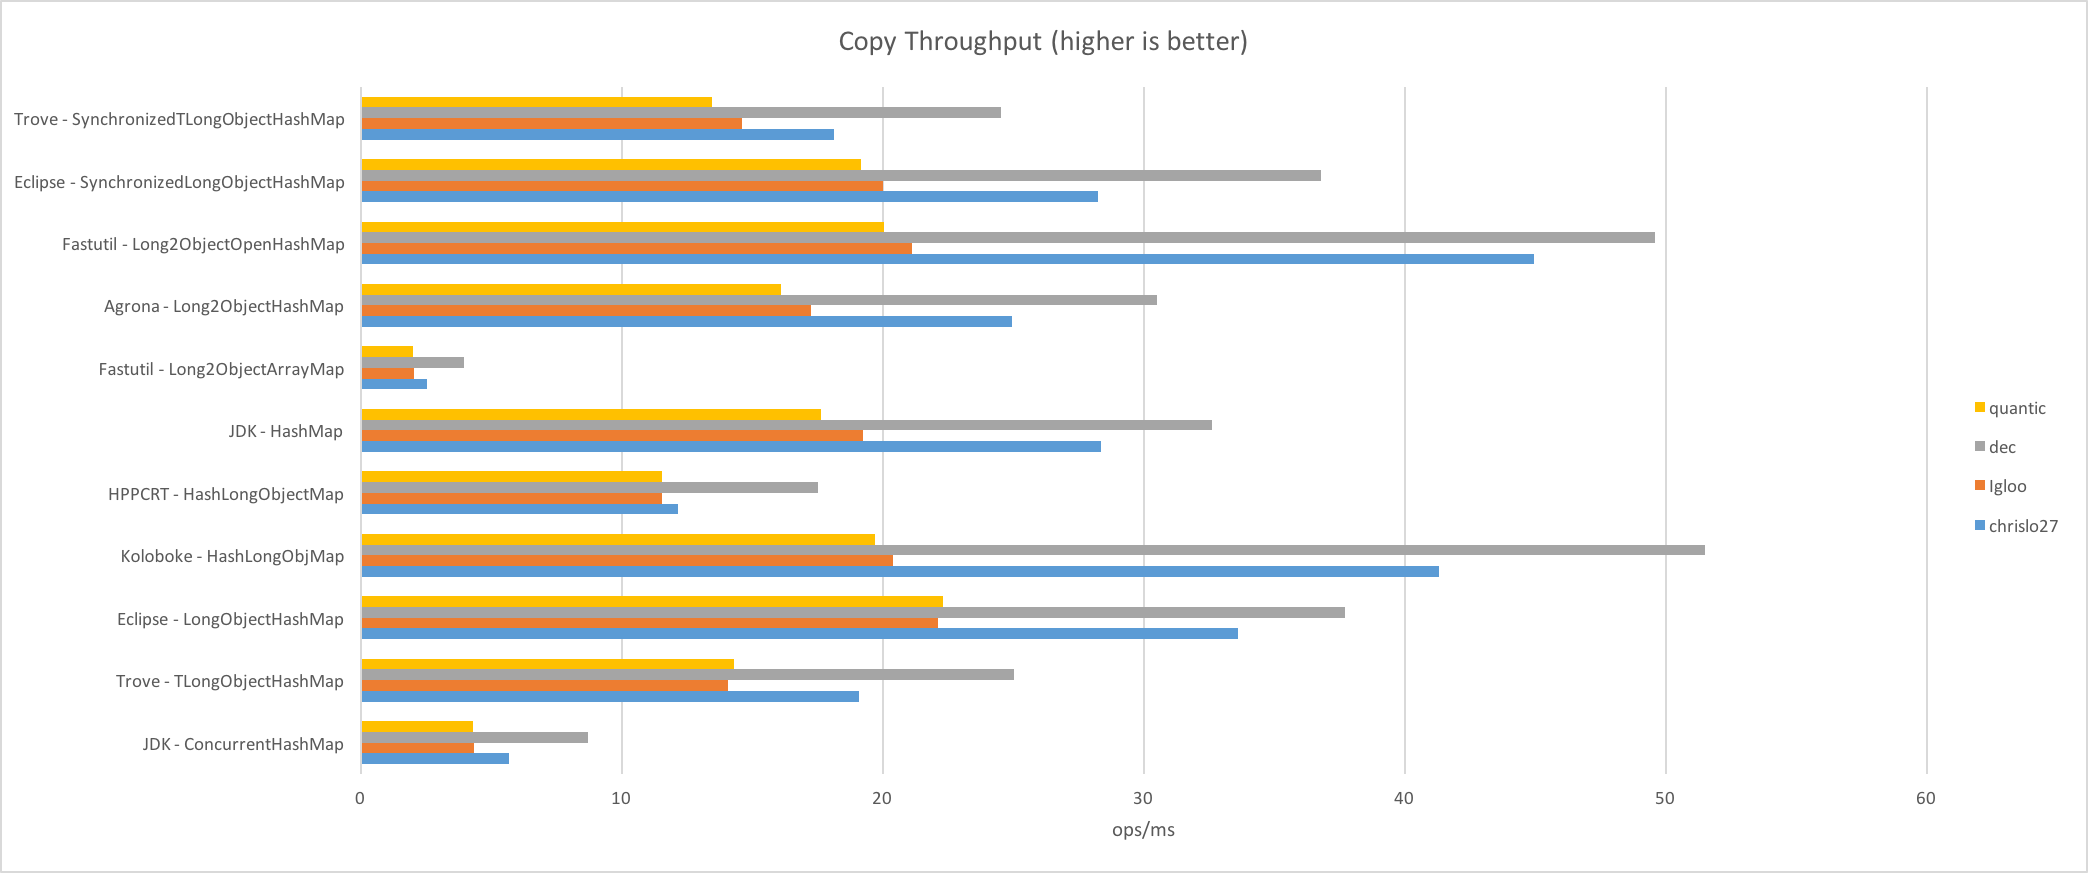 Copy Throughput (higher is better)
Trove - SynchronizedTLongObjectHashMap
Eclipse - SynchronizedLongObjectHashMap
Fastutil - Long2ObjectOpenHashMap
Agrona - Long2ObjectHashMap
Fastutil - Long2ObjectArrayMap
JDK - HashMap
HPPCRT - HashLongObjectMap
Koloboke - HashLongObjMap
Eclipse - LongObjectHashMap
Trove - TLongObjectHashMap
JDK - ConcurrentHashMap
0 10 20 30 40 50 60
ops/ms
quantic
dec
Igloo
chrislo27